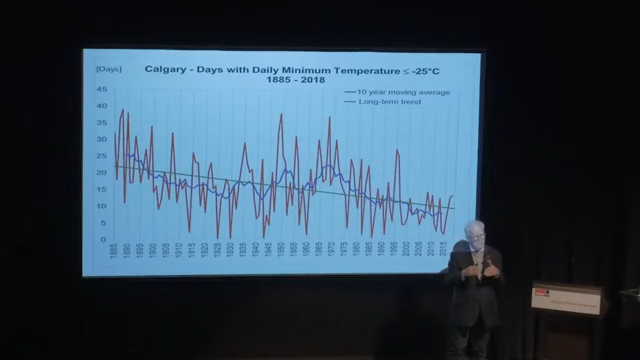 [Days]
Calgary - Days with Daily Minimum Temperature ≤ -25°C
1885 - 2018
10 year moving average
Long-term trend
45
40
35
30
25
20
15
10
5
0
1885 1890 1895 1900 1905 1910 1915 1920 1925 1930 1935 1940 1945 1950 1955 1960 1965 1970 1975 1980 1985 1990 1995 2000 2005 2010 2015